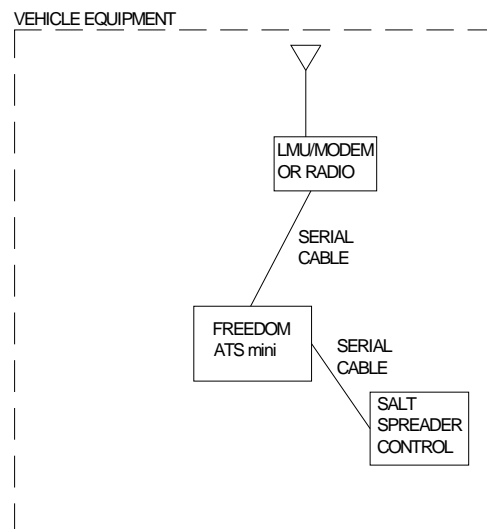 VEHICLE EQUIPMENT
LMU/MODEM
OR RADIO
SERIAL
CABLE
FREEDOM
ATS mini
SERIAL
CABLE
SALT
SPREADER
CONTROL